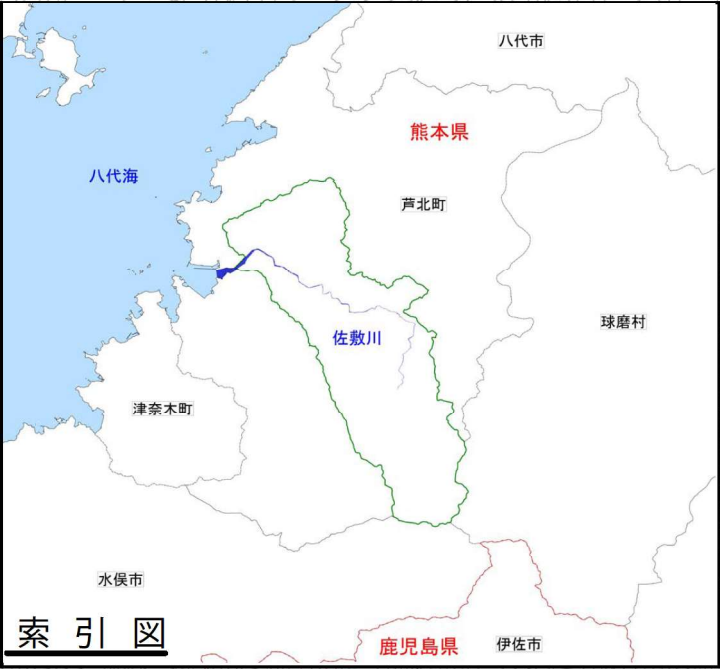 八代市
熊本県
八代海
芦北町
球磨村
佐敷川
津奈木町
水俣市
索引図
鹿児島県
伊佐市